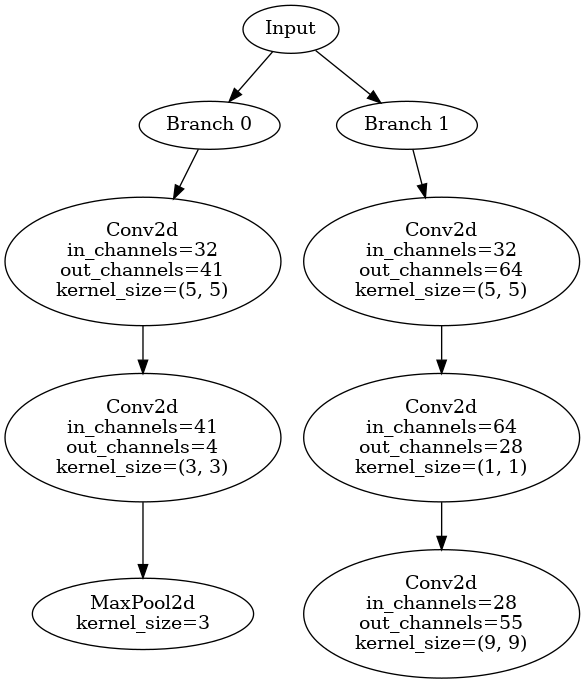 Input
Branch 0
Branch 1
Conv2d
in_channels=32
out_channels=41
kernel_size=(5, 5)
Conv2d
in_channels=32
out_channels=64
kernel_size=(5, 5)
Conv2d
in_channels=41
out_channels=4
kernel_size=(3, 3)
Conv2d
in_channels=64
out_channels=28
kernel_size=(1, 1)
MaxPool2d
kernel_size=3
Conv2d
in_channels=28
out_channels=55
kernel_size=(9, 9)